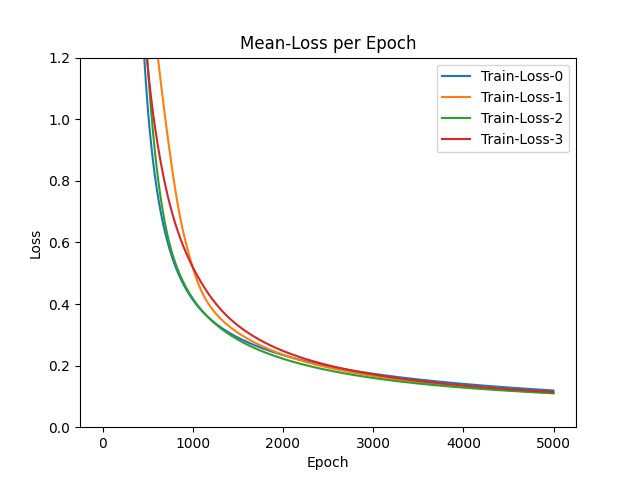 Mean-Loss per Epoch
Train-Loss-0
Train-Loss-1
Train-Loss-2
Train-Loss-3
Loss
1.2
1.0
0.8
0.6
0.4
0.2
0.0
0 1000 2000 3000 4000 5000
Epoch